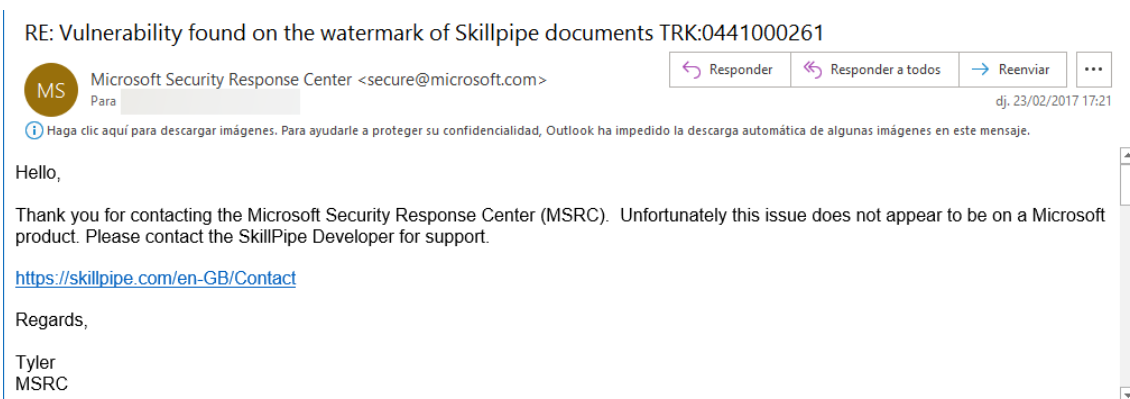 RE: Vulnerability found on the watermark of Skillpipe documents TRK:0441000261
MS
Microsoft Security Response Center <secure@microsoft.com>
Para
Responder
Responder a todos
Reenviar
dj. 23/02/2017 17:21
Haga clic aquí para descargar imágenes. Para ayudarle a proteger su confidencialidad, Outlook ha impedido la descarga automática de algunas imágenes en este mensaje.
Hello,
Thank you for contacting the Microsoft Security Response Center (MSRC).  Unfortunately this issue does not appear to be on a Microsoft
product. Please contact the SkillPipe Developer for support.
https://skillpipe.com/en-GB/Contact
Regards,
Tyler
MSRC